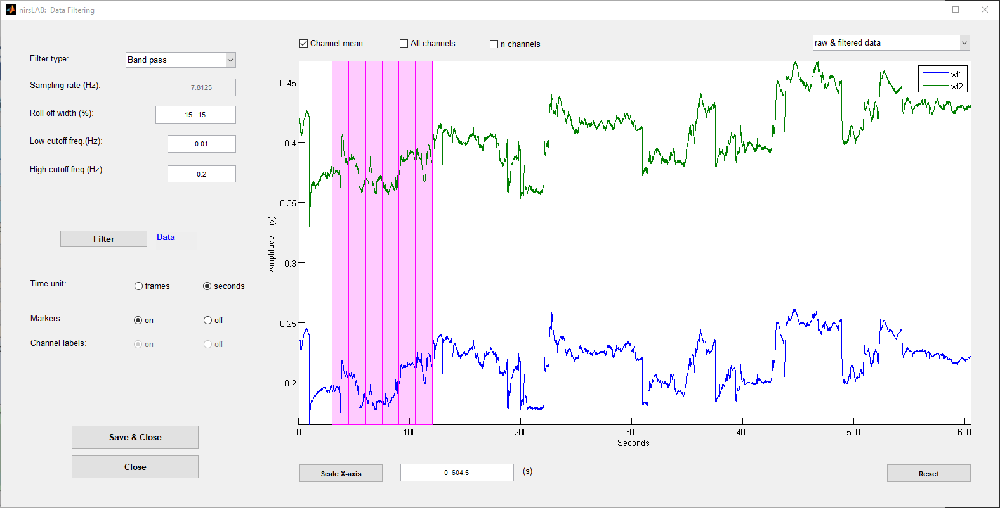 nirsLAB:  Data Filtering
Channel mean
All channels
n channels
raw & filtered data
Filter type:
Band pass
Sampling rate (Hz):
7.8125
Roll off width (%):
15   15
Low cutoff freq.(Hz):
0.01
High cutoff freq.(Hz):
0.2
Filter
Data
Time unit:
frames
seconds
Markers:
on
off
Channel labels:
on
off
Save & Close
Close
wl1
wl2
0.45
0.4
0.35
0.3
0.25
0.2
Amplitude    (v)
0
100
200
300
400
500
600
Seconds
Scale X-axis
0  604.5
(s)
Reset